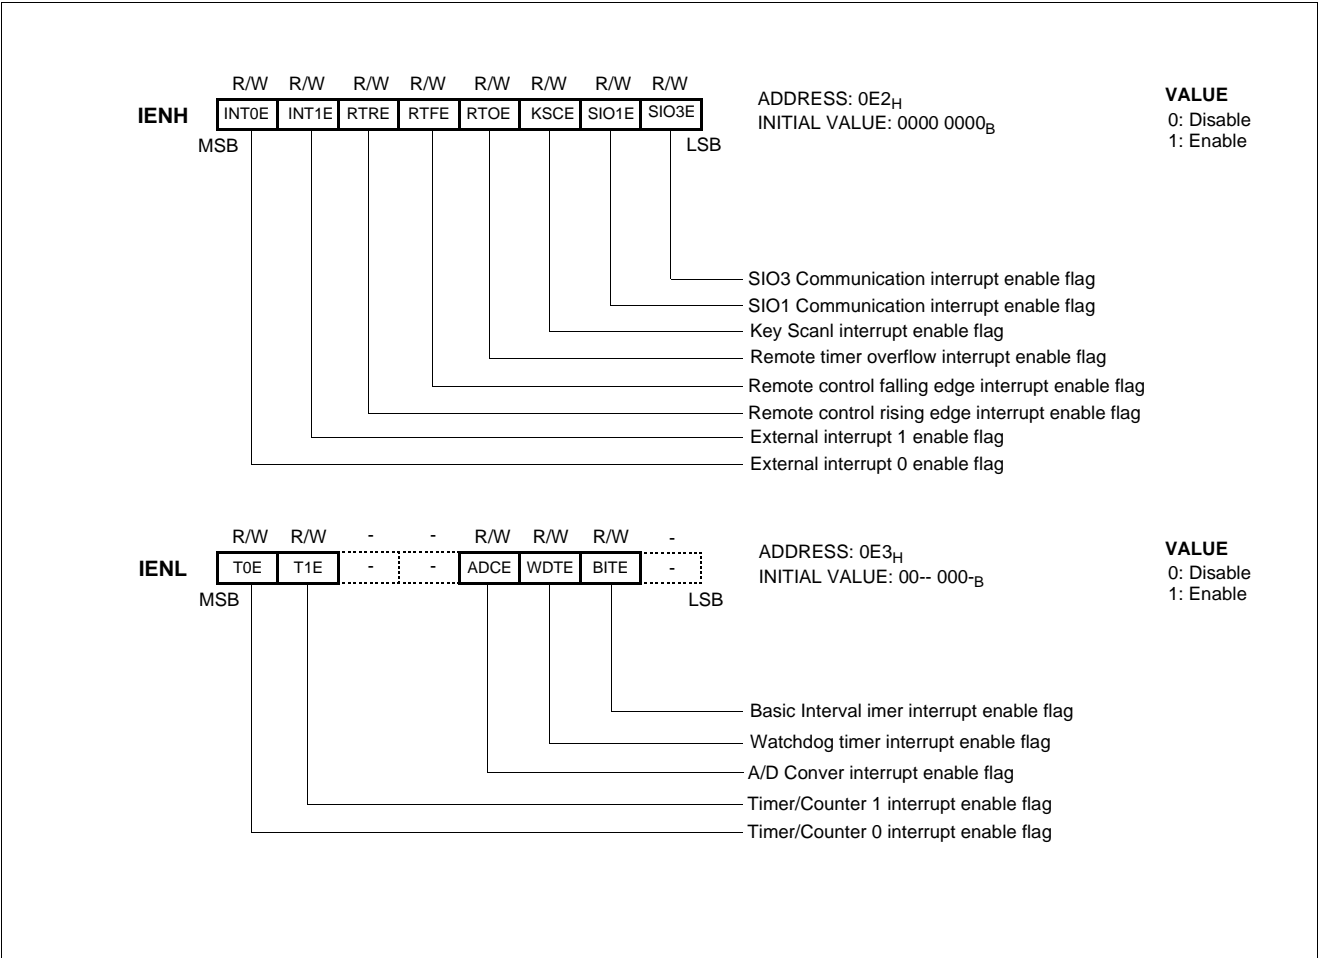 R/W R/W R/W R/W R/W R/W R/W R/W
IENH INT0E INT1E RTRE RTFE RTOE KSCE SIO1E SIO3E
MSB LSB
ADDRESS: 0E2H
INITIAL VALUE: 0000 0000B
VALUE
0: Disable
1: Enable
SIO3 Communication interrupt enable flag
SIO1 Communication interrupt enable flag
Key Scanl interrupt enable flag
Remote timer overflow interrupt enable flag
Remote control falling edge interrupt enable flag
Remote control rising edge interrupt enable flag
External interrupt 1 enable flag
External interrupt 0 enable flag
R/W R/W - - R/W R/W R/W -
IENL T0E T1E - - ADCE WDTE BITE -
MSB LSB
ADDRESS: 0E3H
INITIAL VALUE: 00-- 000-B
VALUE
0: Disable
1: Enable
Basic Interval imer interrupt enable flag
Watchdog timer interrupt enable flag
A/D Conver interrupt enable flag
Timer/Counter 1 interrupt enable flag
Timer/Counter 0 interrupt enable flag